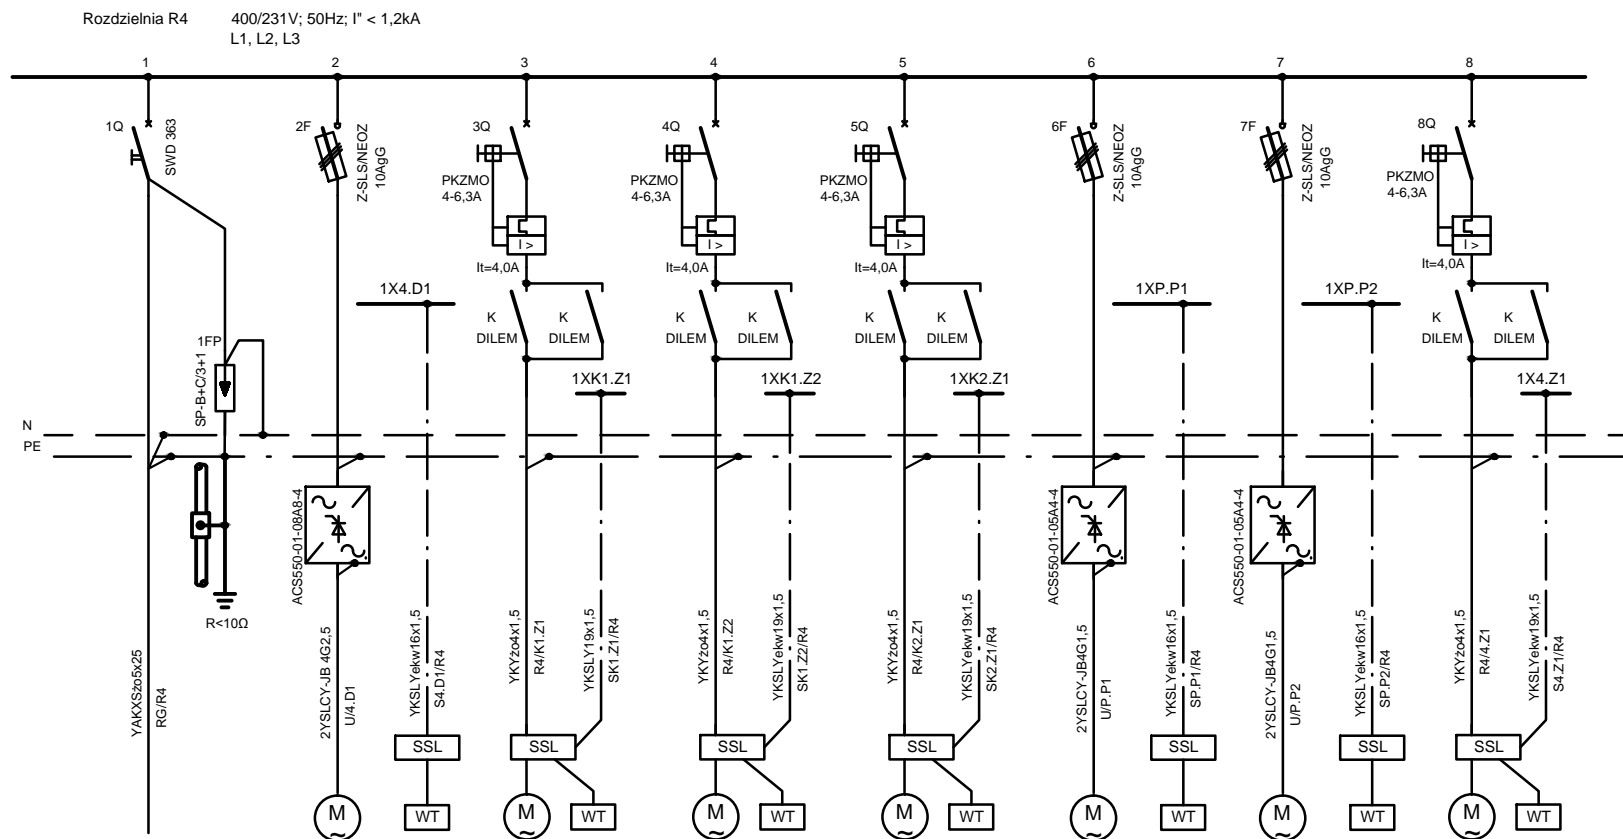 Rozdzielnia R4 400/231V; 50Hz; I" < 1,2kA
L1, L2, L3
1 2 3 4 5 6 7 8
1Q
SWD 363
2F
Z-SLS/NEOZ
10AgG
3Q
PKZMO
4-6,3A
4Q
PKZMO
4-6,3A
5Q
PKZMO
4-6,3A
6F
Z-SLS/NEOZ
10AgG
7F
Z-SLS/NEOZ
10AgG
8Q
PKZMO
4-6,3A
I >
It=4,0A
I >
It=4,0A
I >
It=4,0A
I >
It=4,0A
1X4.D1
1XP.P1
1XP.P2
K
DILEM
K
DILEM
K
DILEM
K
DILEM
K
DILEM
K
DILEM
K
DILEM
K
DILEM
1FP
SP-B+C/3+1
1XK1.Z1
1XK1.Z2
1XK2.Z1
1X4.Z1
N
PE
ACS550-01-08A8-4
ACS550-01-05A4-4
ACS550-01-05A4-4
R<10Ω
YAKXSżo5x25
RG/R4
2YSLCY-JB 4G2,5
U/4.D1
YKSLYekw16x1,5
S4.D1/R4
YKYżo4x1,5
R4/K1.Z1
YKSLY19x1,5
SK1.Z1/R4
YKYżo4x1,5
R4/K1.Z2
YKSLYekw19x1,5
SK1.Z2/R4
YKYżo4x1,5
R4/K2.Z1
YKSLYekw19x1,5
SK2.Z1/R4
2YSLCY-JB4G1,5
U/P.P1
YKSLYekw16x1,5
SP.P1/R4
2YSLCY-JB4G1,5
U/P.P2
YKSLYekw16x1,5
SP.P2/R4
YKYżo4x1,5
R4/4.Z1
YKSLYekw19x1,5
S4.Z1/R4
SSL SSL SSL SSL SSL SSL SSL
M
~
WT
M
~
WT
M
~
WT
M
~
WT
M
~
WT
M
~
WT
M
~
WT